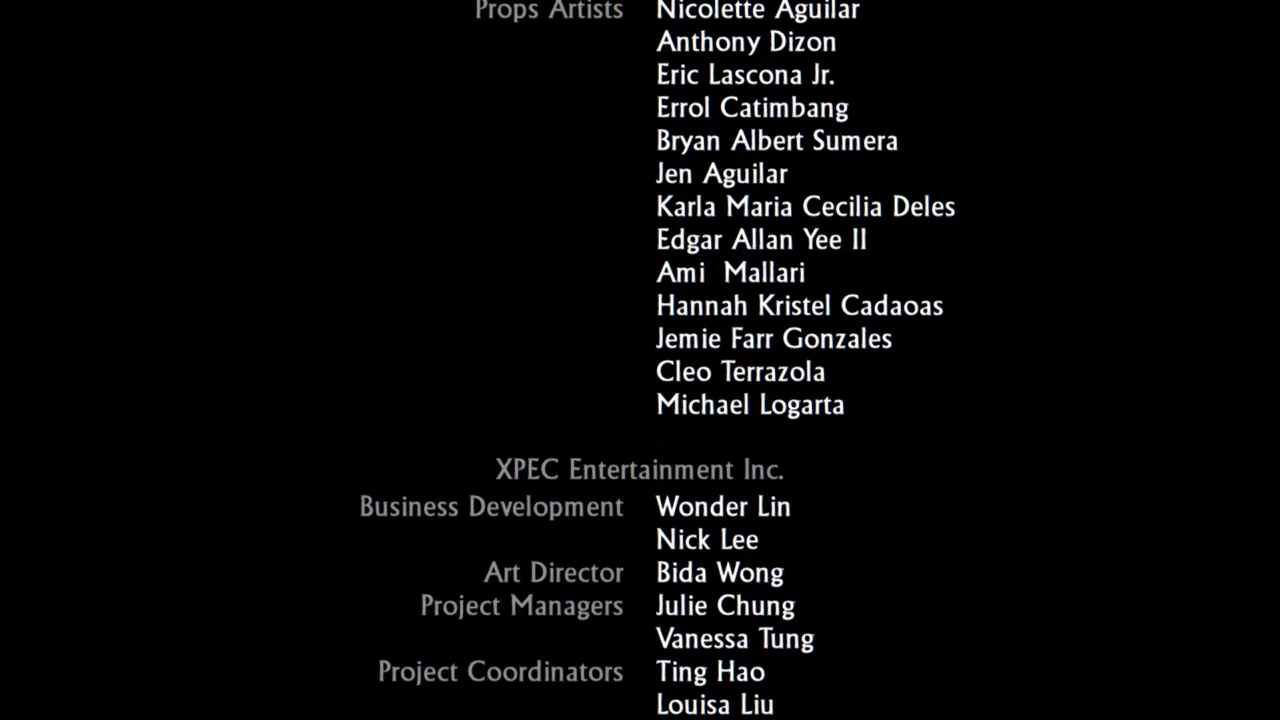 Props Artists Nicolette Aguilar
Anthony Dizon
Eric Lascona Jr.
Errol Catimbang
Bryan Albert Sumera
Jen Aguilar
Karla Maria Cecilia Deles
Edgar Allan Yee II
Ami  Mallari
Hannah Kristel Cadaoas
Jemie Farr Gonzales
Cleo Terrazola
Michael Logarta
XPEC Entertainment Inc.
Business Development Wonder Lin
Nick Lee
Art Director Bida Wong
Project Managers Julie Chung
Vanessa Tung
Project Coordinators Ting Hao
Louisa Liu